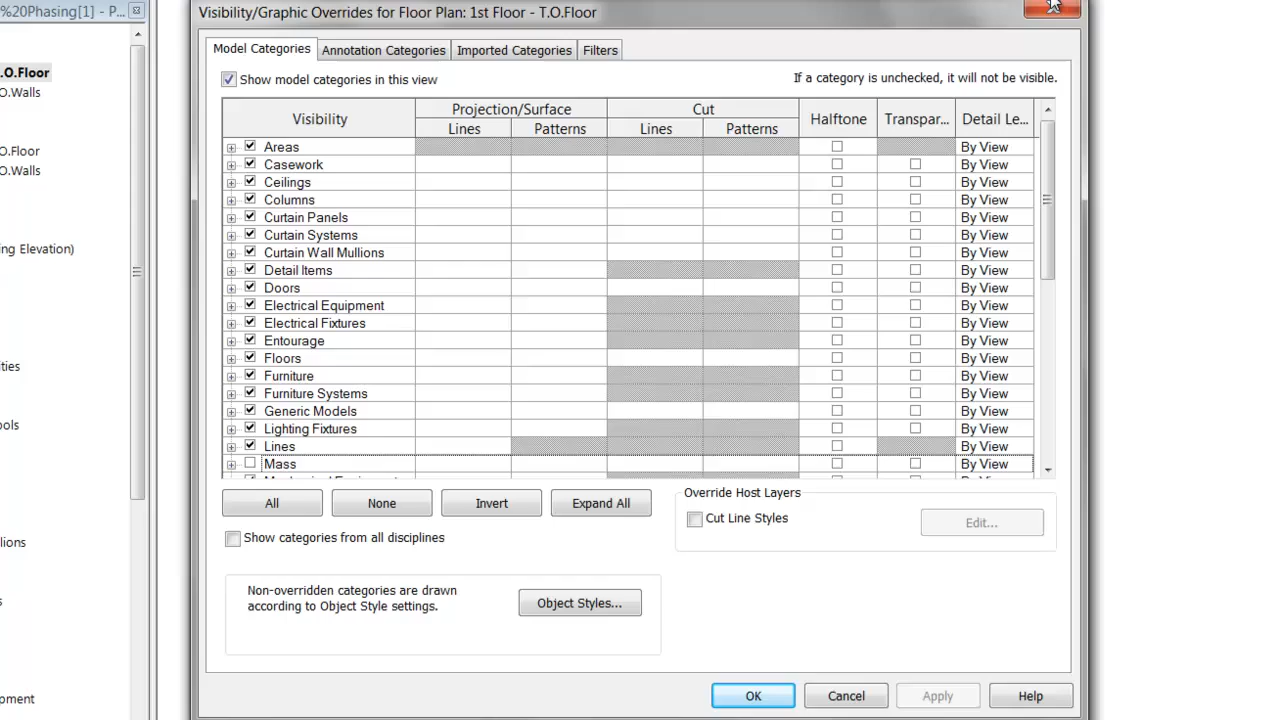 %20Phasing[1] - P...
.O.Floor
O.Walls
O.Floor
O.Walls
ing Elevation)
ties
ools
lions
s
pment
Visibility/Graphic Overrides for Floor Plan: 1st Floor - T.O.Floor
Model Categories Annotation Categories Imported Categories Filters
Show model categories in this view
If a category is unchecked, it will not be visible.
Visibility Projection/Surface Cut Halftone Transpar... Detail Le...
Lines Patterns Lines Patterns
Areas By View
Casework By View
Ceilings By View
Columns By View
Curtain Panels By View
Curtain Systems By View
Curtain Wall Mullions By View
Detail Items By View
Doors By View
Electrical Equipment By View
Electrical Fixtures By View
Entourage By View
Floors By View
Furniture By View
Furniture Systems By View
Generic Models By View
Lighting Fixtures By View
Lines By View
Mass By View
All None Invert Expand All
Override Host Layers
Cut Line Styles Edit...
Show categories from all disciplines
Non-overridden categories are drawn
according to Object Style settings.
Object Styles...
OK Cancel Apply Help